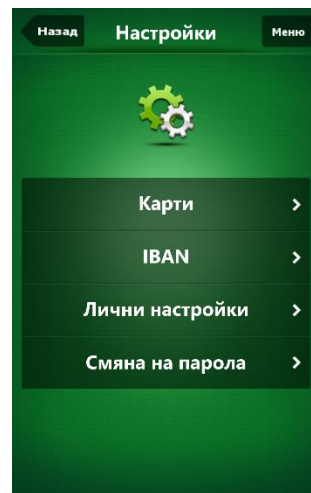 Назад Настройки Меню
Карти
IBAN
Лични настройки
Смяна на парола